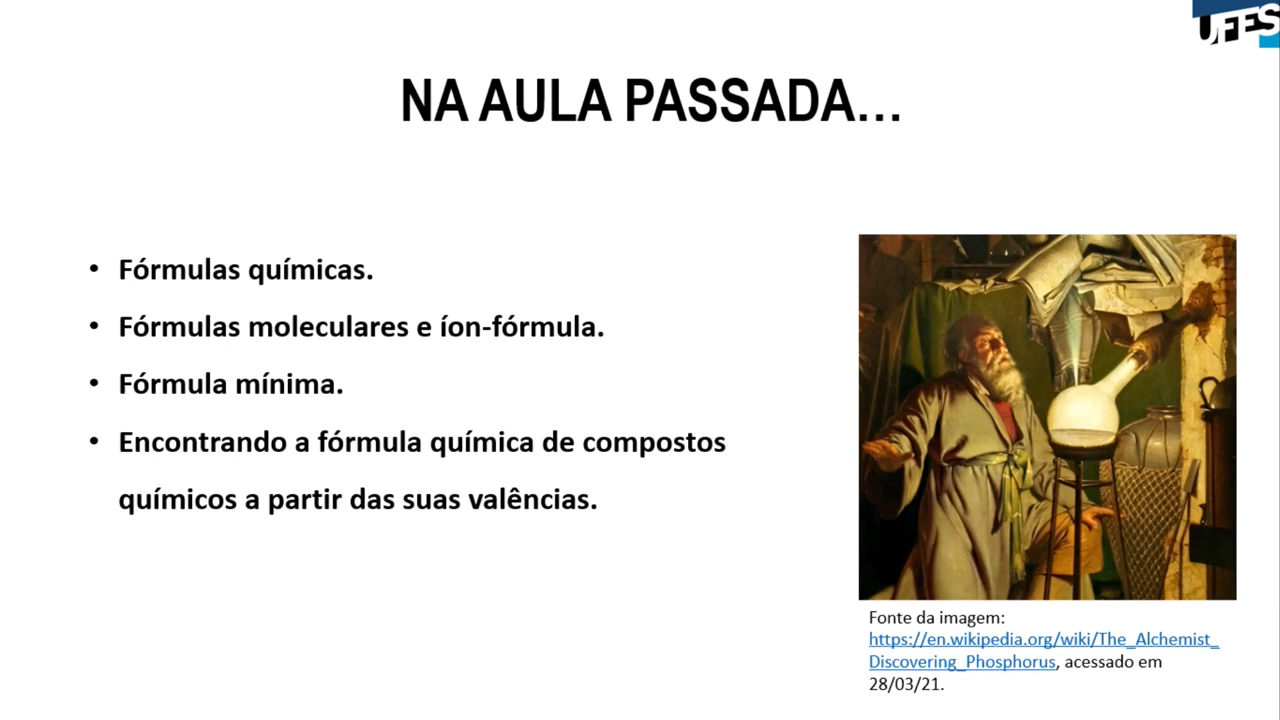 UFES
NA AULA PASSADA...
• Fórmulas químicas.
• Fórmulas moleculares e íon-fórmula.
• Fórmula mínima.
• Encontrando a fórmula química de compostos
químicos a partir das suas valências.
Fonte da imagem:
https://en.wikipedia.org/wiki/The_Alchemist_
Discovering_Phosphorus, acessado em
28/03/21.